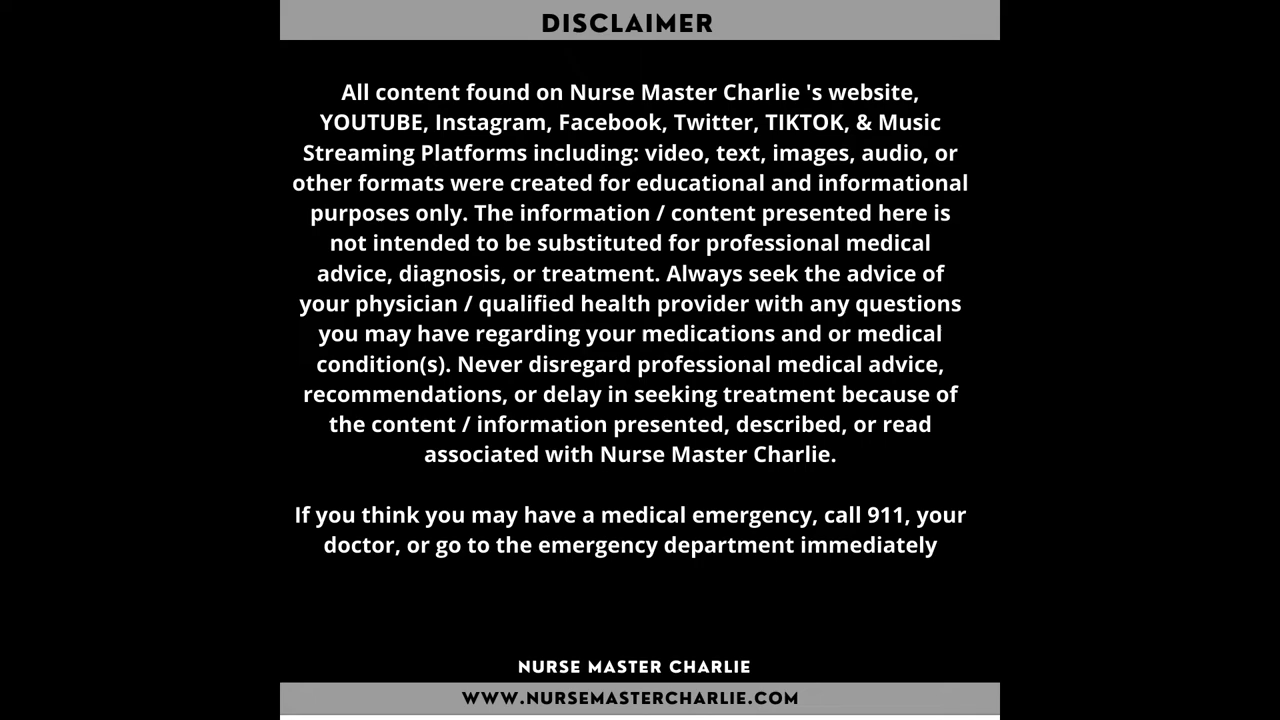 DISCLAIMER
All content found on Nurse Master Charlie 's website,
YOUTUBE, Instagram, Facebook, Twitter, TIKTOK, & Music
Streaming Platforms including: video, text, images, audio, or
other formats were created for educational and informational
purposes only. The information / content presented here is
not intended to be substituted for professional medical
advice, diagnosis, or treatment. Always seek the advice of
your physician / qualified health provider with any questions
you may have regarding your medications and or medical
condition(s). Never disregard professional medical advice,
recommendations, or delay in seeking treatment because of
the content / information presented, described, or read
associated with Nurse Master Charlie.
If you think you may have a medical emergency, call 911, your
doctor, or go to the emergency department immediately
NURSE MASTER CHARLIE
WWW.NURSEMASTERCHARLIE.COM